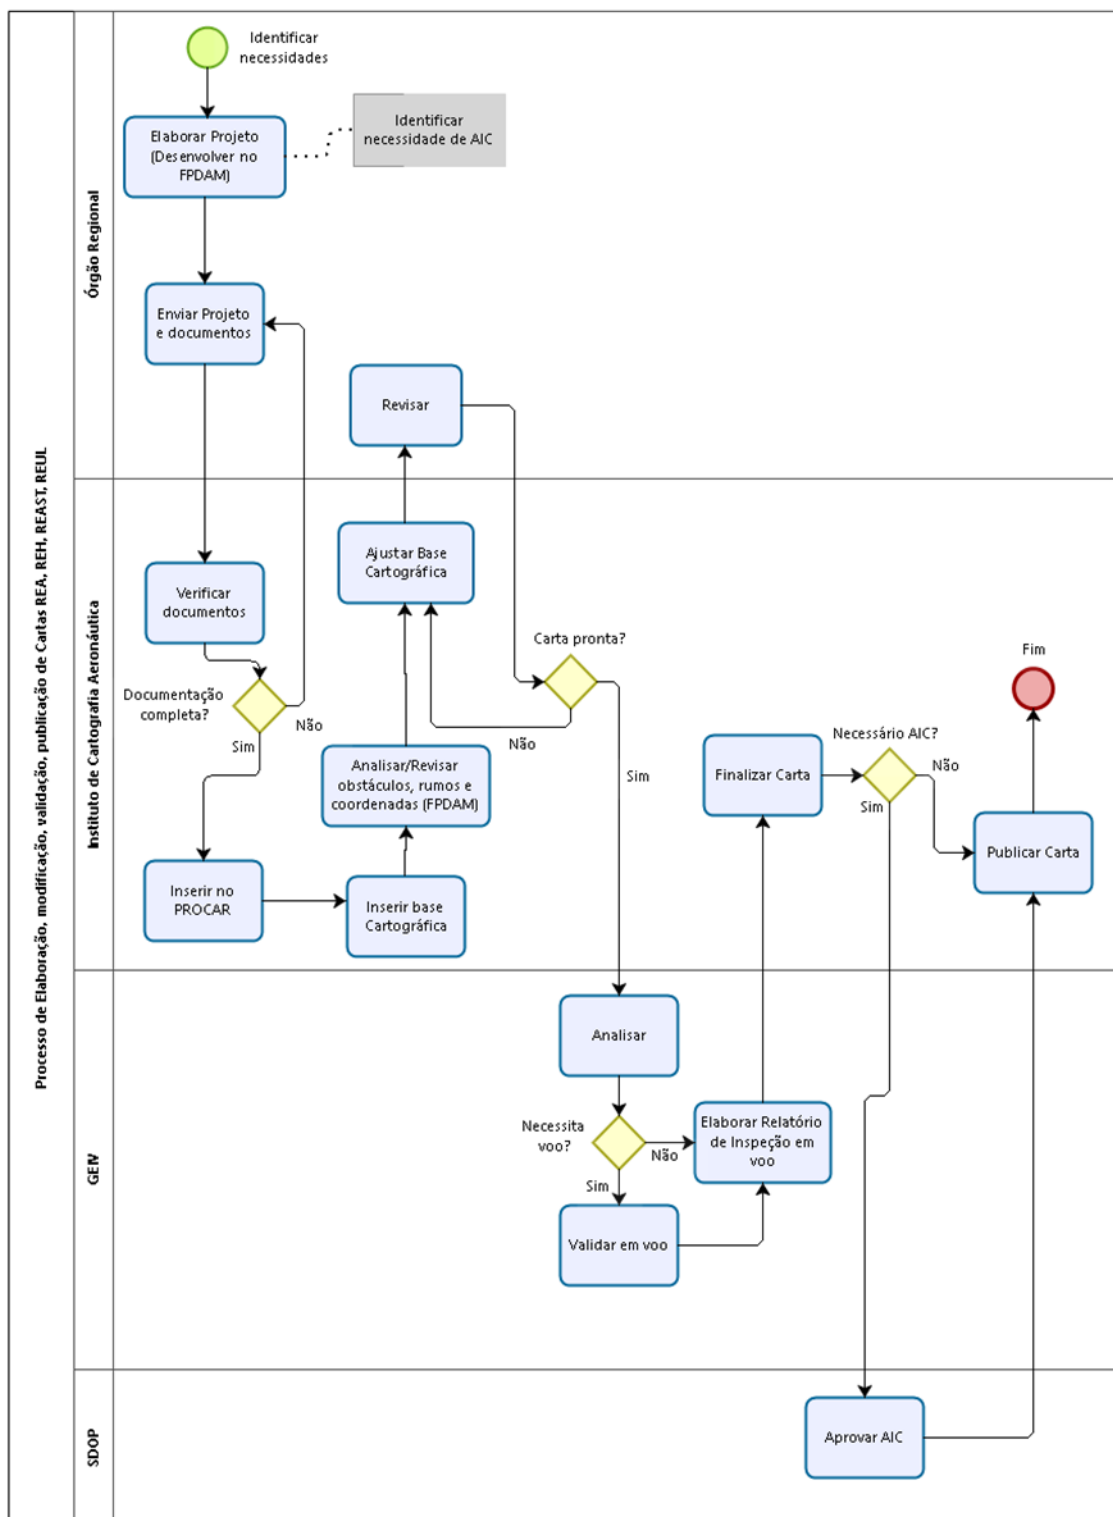 Processo de Elaboração, modificação, validação, publicação de Cartas REA, REH, REAST, REUL
Órgão Regional
Identificar
necessidades
Elaborar Projeto
(Desenvolver no
FPDAM)
Identificar
necessidade de AIC
Enviar Projeto
e documentos
Revisar
Instituto de Cartografia Aeronáutica
Verificar
documentos
Documentação
completa?
Não
Sim
Inserir no
PROCAR
Inserir base
Cartográfica
Analisar/Revisar
obstáculos, rumos e
coordenadas (FPDAM)
Ajustar Base
Cartográfica
Carta pronta?
Não
Sim
Finalizar Carta
Necessário AIC?
Não
Sim
Publicar Carta
Fim
GEIV
Analisar
Necessita
voo?
Não
Sim
Elaborar Relatório
de Inspeção em
voo
Validar em voo
SDOP
Aprovar AIC